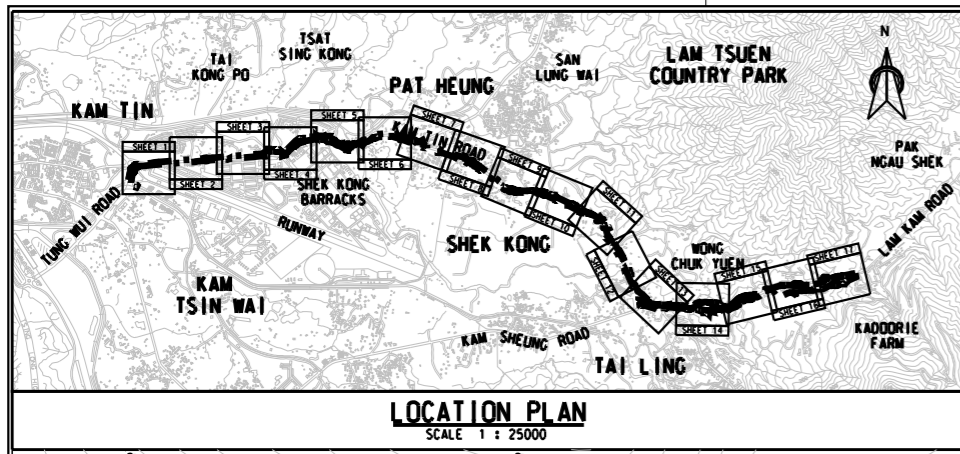 TSAT
SING KONG
TAI
KONG PO
SAN
LUNG WAI
LAM TSUEN
COUNTRY PARK
N
PAT HEUNG
KAM TIN
SHEET 1
SHEET 2
SHEET 3
SHEET 4
SHEET 5
SHEET 6
SHEET 7
KAM TIN ROAD
SHEET 8
SHEET 9
SHEET 10
PAK
NGAU SHEK
SHEK KONG
BARRACKS
TUNG WUI ROAD
RUNWAY
SHEK KONG
SHEET 12
SHEET 13
WONG
CHUK YUEN
SHEET 14
SHEET 15
SHEET 16
SHEET 17
LAM KAM ROAD
KAM
TSIN WAI
KAM SHEUNG ROAD
KADOORIE
FARM
TAI LING
LOCATION PLAN
SCALE 1 : 25000